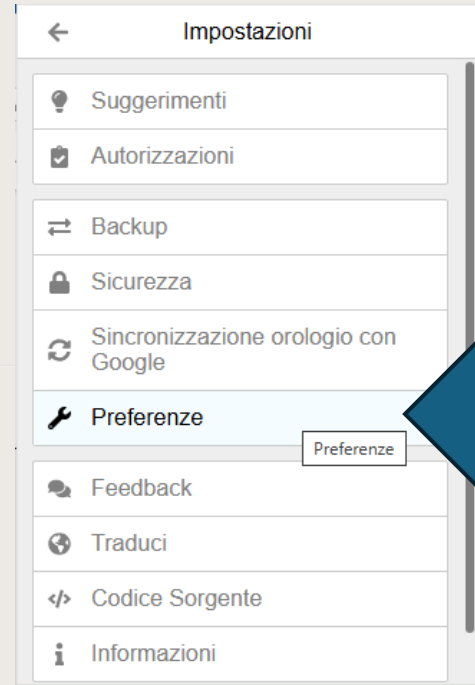 Impostazioni
Suggerimenti
Autorizzazioni
Backup
Sicurezza
Sincronizzazione orologio con
Google
Preferenze
Preferenze
Feedback
Traduci
Codice Sorgente
Informazioni